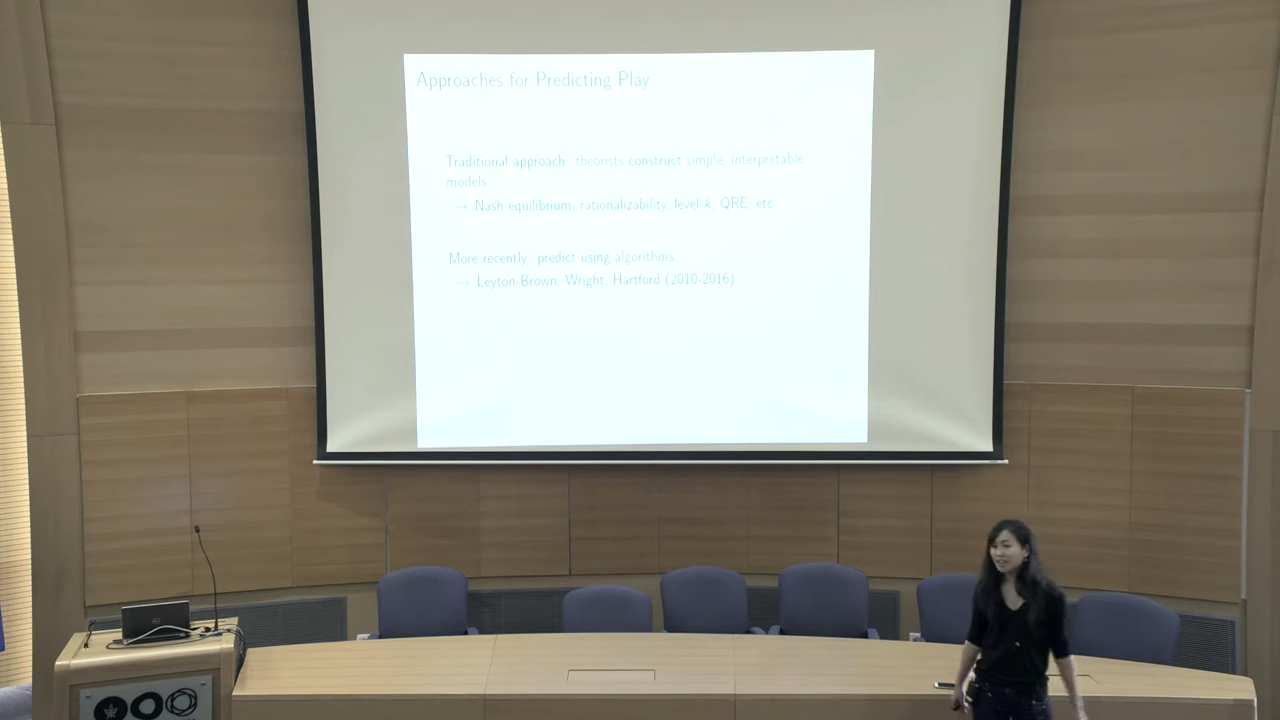 Approaches for Predicting Play
Traditional approach: theorists construct simple, interpretable
models.
→ Nash equilibrium, rationalizability, level-k, QRE, etc.
More recently: predict using algorithms.
→ Leyton-Brown, Wright, Hartford (2010-2016)